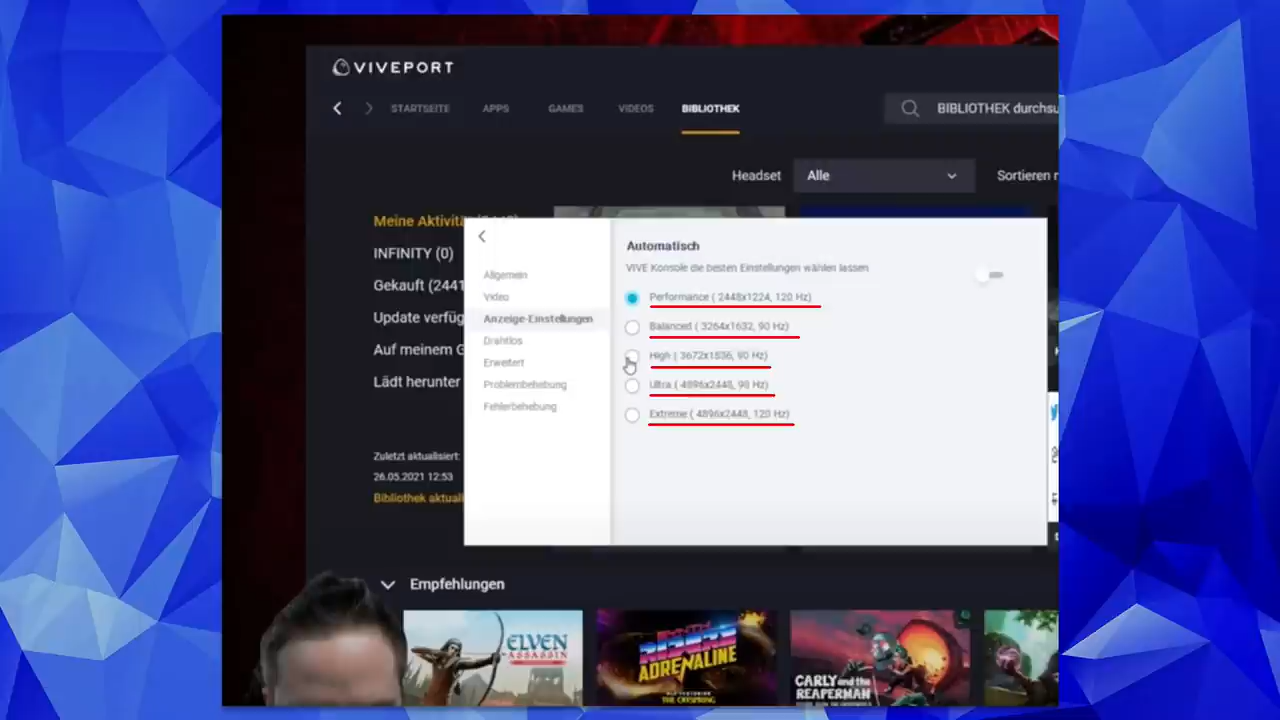 VIVEPORT
STARTSEITE APPS GAMES VIDEOS BIBLIOTHEK
BIBLIOTHEK durchsu
Headset Alle Sortieren
Meine Aktivitä
INFINITY (0)
Gekauft (2441
Update verfüg
Auf meinem G
Lädt herunter
Zuletzt aktualisiert:
26.05.2021 12:53
Bibliothek aktuali
Allgemein
Video
Anzeige-Einstellungen
Drahtlos
Erweitert
Problembehebung
Fehlerbehebung
Automatisch
VIVE Konsole die besten Einstellungen wählen lassen
Performance ( 2448x1224, 120 Hz)
Balanced ( 3264x1632, 90 Hz)
High ( 3672x1836, 90 Hz)
Ultra ( 4896x2448, 90 Hz)
Extreme ( 4896x2448, 120 Hz)
Empfehlungen
ELVEN
ASSASSIN
ADRENALINE
THE OFFSPRING
CARLY and the
REAPERMAN